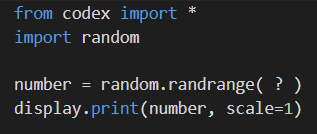 from codex import *
import random

number = random.randrange( ? )
display.print(number, scale=1)